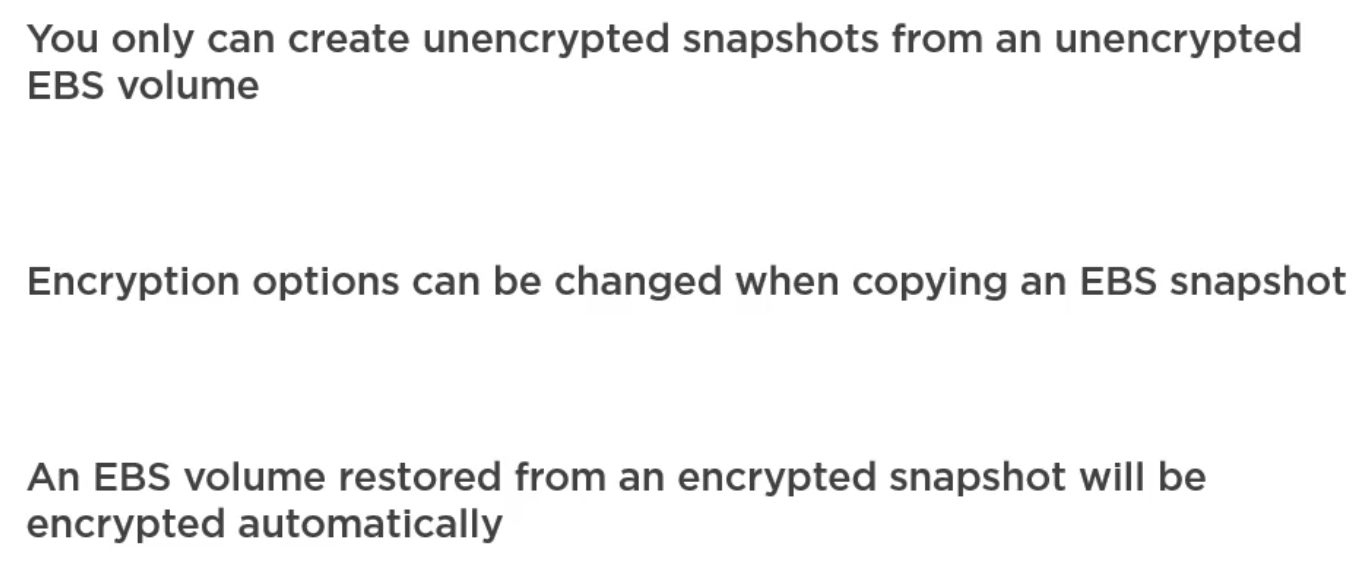 You only can create unencrypted snapshots from an unencrypted
EBS volume
Encryption options can be changed when copying an EBS snapshot
An EBS volume restored from an encrypted snapshot will be
encrypted automatically